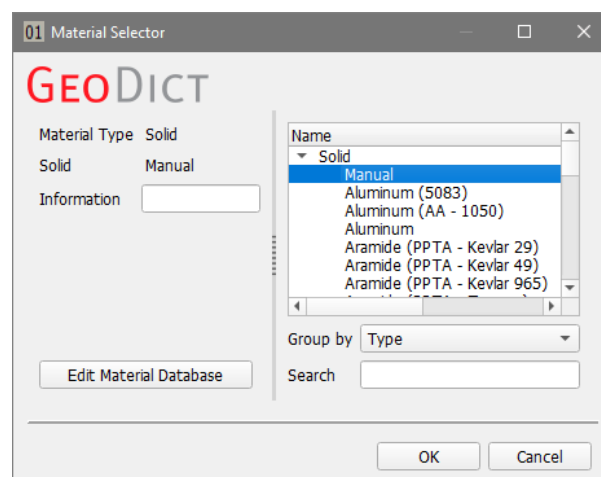 01 Material Selector
GEODICT
Material Type Solid
Solid Manual
Information
Edit Material Database
Name
Solid
Manual
Aluminum (5083)
Aluminum (AA - 1050)
Aluminum
Aramide (PPTA - Kevlar 29)
Aramide (PPTA - Kevlar 49)
Aramide (PPTA - Kevlar 965)
Group by Type
Search
OK Cancel